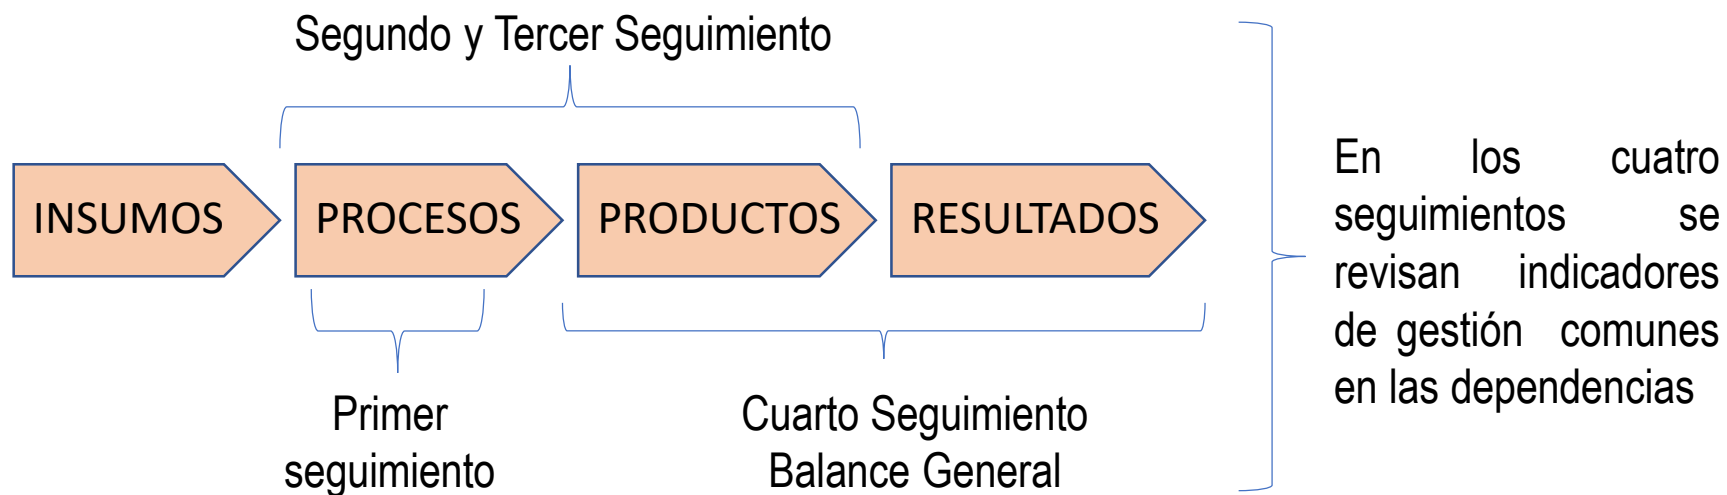 Segundo y Tercer Seguimiento
INSUMOS
PROCESOS
PRODUCTOS
RESULTADOS
Primer
seguimiento
Cuarto Seguimiento
Balance General
En los cuatro
seguimientos se
revisan indicadores
de gestión comunes
en las dependencias